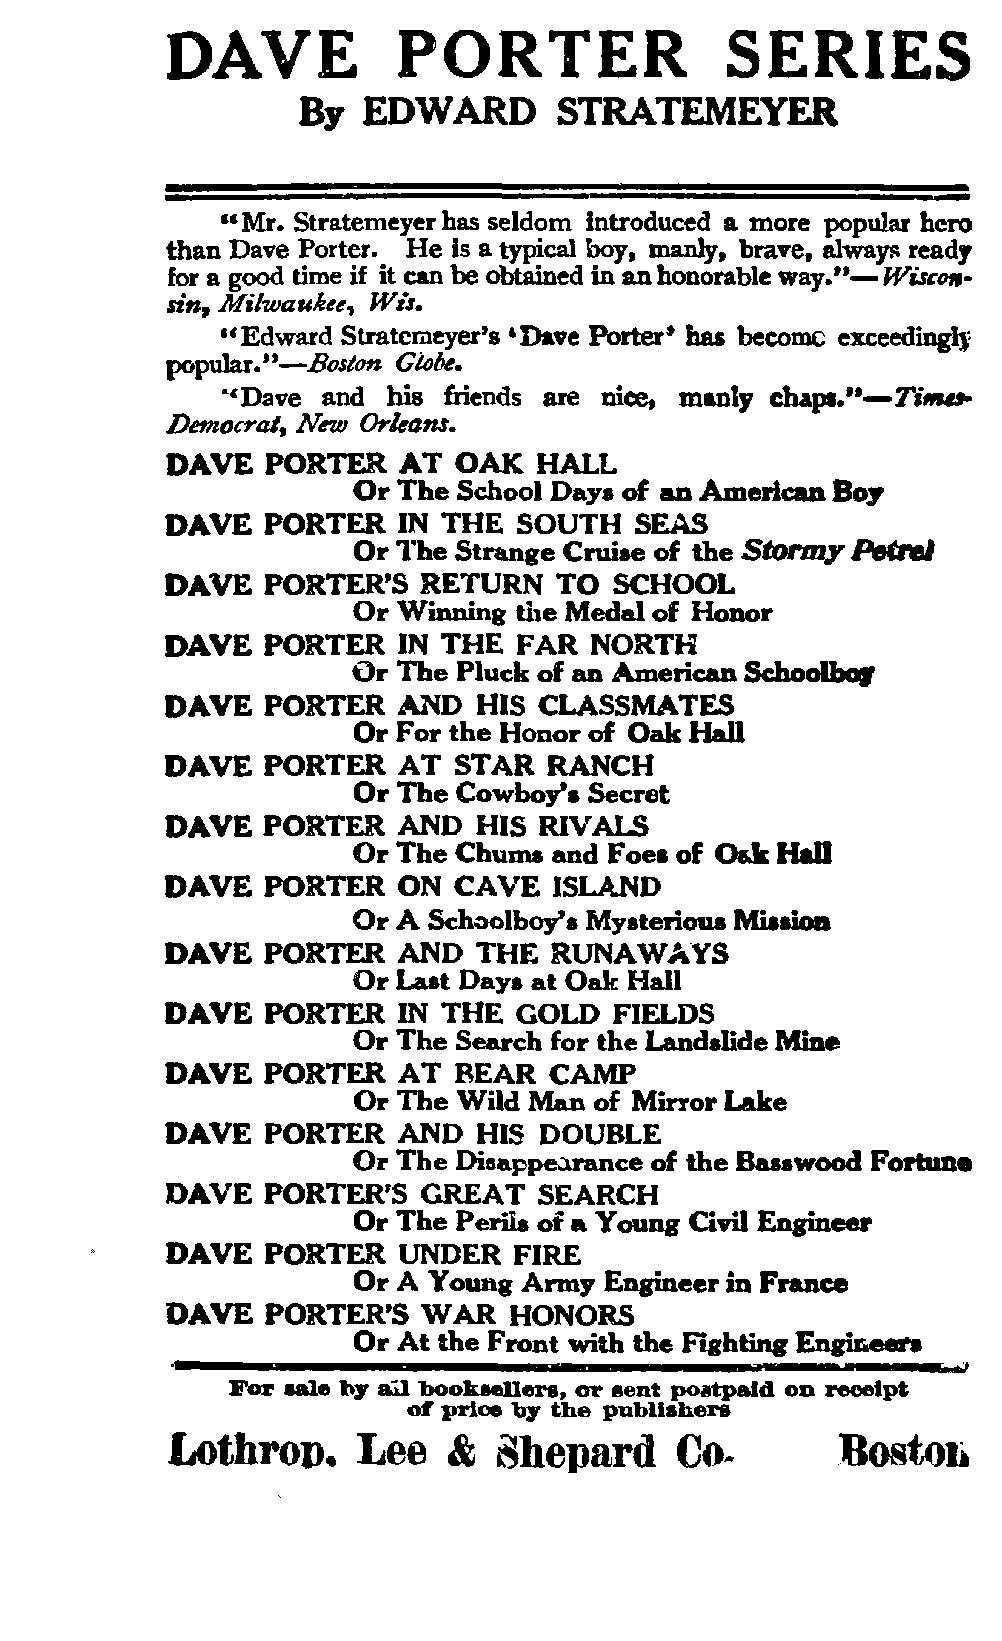 DAVE PORTER SERIES
By EDWARD STRATEMEYER
"Mr. Stratemeyer has seldom introduced a more popular hero
than Dave Porter. He is a typical boy, manly, brave, always ready
for a good time if it can be obtained in an honorable way."—Wiscon-
sin, Milwaukee, Wis.
"Edward Stratemeyer's 'Dave Porter' has become exceedingly
popular."—Boston Globe.
"Dave and his friends are nice, manly chaps."—Times-
Democrat, New Orleans.
DAVE PORTER AT OAK HALL
Or The School Days of an American Boy
DAVE PORTER IN THE SOUTH SEAS
Or The Strange Cruise of the Stormy Petrel
DAVE PORTER'S RETURN TO SCHOOL
Or Winning the Medal of Honor
DAVE PORTER IN THE FAR NORTH
Or The Pluck of an American Schoolboy
DAVE PORTER AND HIS CLASSMATES
Or For the Honor of Oak Hall
DAVE PORTER AT STAR RANCH
Or The Cowboy's Secret
DAVE PORTER AND HIS RIVALS
Or The Chums and Foes of Oak Hall
DAVE PORTER ON CAVE ISLAND
Or A Schoolboy's Mysterious Mission
DAVE PORTER AND THE RUNAWAYS
Or Last Days at Oak Hall
DAVE PORTER IN THE GOLD FIELDS
Or The Search for the Landslide Mine
DAVE PORTER AT BEAR CAMP
Or The Wild Man of Mirror Lake
DAVE PORTER AND HIS DOUBLE
Or The Disappearance of the Basswood Fortune
DAVE PORTER'S GREAT SEARCH
Or The Perils of a Young Civil Engineer
DAVE PORTER UNDER FIRE
Or A Young Army Engineer in France
DAVE PORTER'S WAR HONORS
Or At the Front with the Fighting Engineers
For sale by all booksellers, or sent postpaid on receipt
of price by the publishers
Lothrop, Lee & Shepard Co. Boston